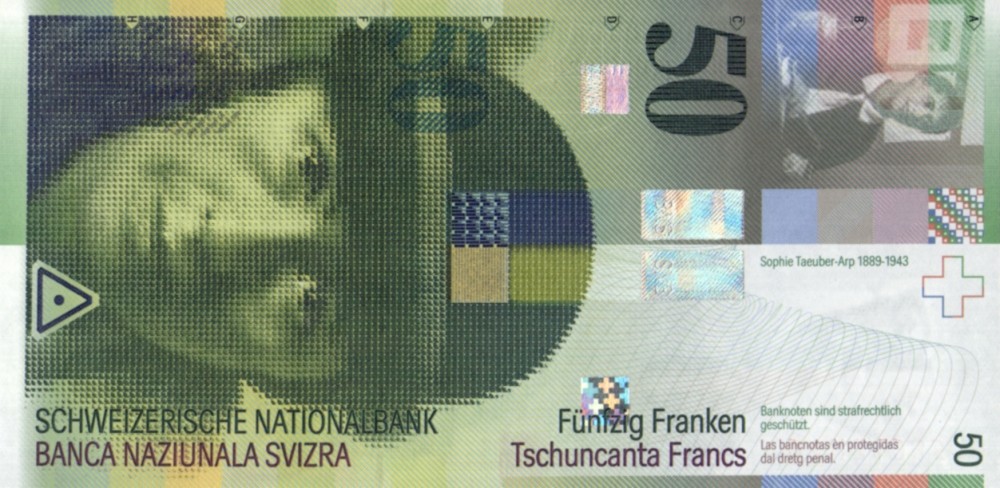 H G F E D C B A
50
50
Sophie Taeuber-Arp 1889-1943
SCHWEIZERISCHE NATIONALBANK
BANCA NAZIUNALA SVIZRA
Fünfzig Franken
Tschuncanta Francs
Banknoten sind strafrechtlich
geschützt.
Las bancnotas èn protegidas
dal dretg penal.
50